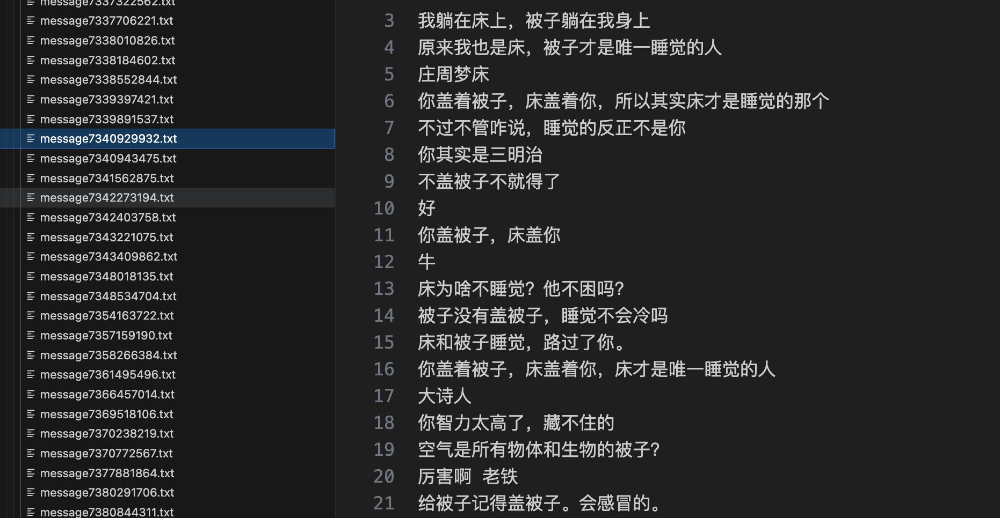 message7337322562.txt
message7337706221.txt
message7338010826.txt
message7338184602.txt
message7338552844.txt
message7339397421.txt
message7339891537.txt
message7340929932.txt
message7340943475.txt
message7341562875.txt
message7342273194.txt
message7342403758.txt
message7343221075.txt
message7343409862.txt
message7348018135.txt
message7348534704.txt
message7354163722.txt
message7357159190.txt
message7358266384.txt
message7361495496.txt
message7366457014.txt
message7369518106.txt
message7370238219.txt
message7370772567.txt
message7377881864.txt
message7380291706.txt
message7380844311.txt
3 我躺在床上，被子躺在我身上
4 原来我也是床，被子才是唯一睡觉的人
5 庄周梦床
6 你盖着被子，床盖着你，所以其实床才是睡觉的那个
7 不过不管咋说，睡觉的反正不是你
8 你其实是三明治
9 不盖被子不就得了
10 好
11 你盖被子，床盖你
12 牛
13 床为啥不睡觉？他不困吗？
14 被子没有盖被子，睡觉不会冷吗
15 床和被子睡觉，路过了你。
16 你盖着被子，床盖着你，床才是唯一睡觉的人
17 大诗人
18 你智力太高了，藏不住的
19 空气是所有物体和生物的被子？
20 厉害啊 老铁
21 给被子记得盖被子。会感冒的。